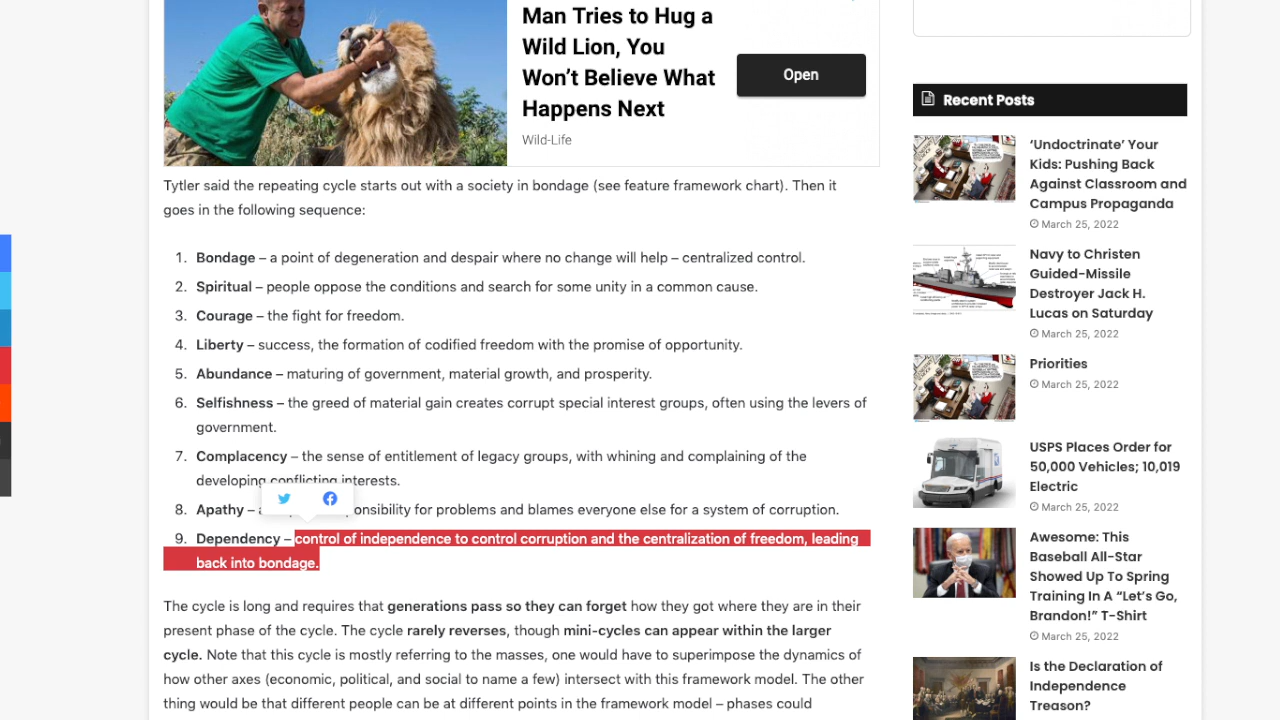 Man Tries to Hug a
Wild Lion, You
Won't Believe What
Happens Next
Wild-Life
Open
Tytler said the repeating cycle starts out with a society in bondage (see feature framework chart). Then it
goes in the following sequence:
1. Bondage – a point of degeneration and despair where no change will help – centralized control.
2. Spiritual – people oppose the conditions and search for some unity in a common cause.
3. Courage – the fight for freedom.
4. Liberty – success, the formation of codified freedom with the promise of opportunity.
5. Abundance – maturing of government, material growth, and prosperity.
6. Selfishness – the greed of material gain creates corrupt special interest groups, often using the levers of
government.
7. Complacency – the sense of entitlement of legacy groups, with whining and complaining of the
developing conflicting interests.
8. Apathy – onsibility for problems and blames everyone else for a system of corruption.
9. Dependency – control of independence to control corruption and the centralization of freedom, leading
back into bondage.
The cycle is long and requires that generations pass so they can forget how they got where they are in their
present phase of the cycle. The cycle rarely reverses, though mini-cycles can appear within the larger
cycle. Note that this cycle is mostly referring to the masses, one would have to superimpose the dynamics of
how other axes (economic, political, and social to name a few) intersect with this framework model. The other
thing would be that different people can be at different points in the framework model – phases could
Recent Posts
'Undoctrinate' Your
Kids: Pushing Back
Against Classroom and
Campus Propaganda
March 25, 2022
Navy to Christen
Guided-Missile
Destroyer Jack H.
Lucas on Saturday
March 25, 2022
Priorities
March 25, 2022
USPS Places Order for
50,000 Vehicles; 10,019
Electric
March 25, 2022
Awesome: This
Baseball All-Star
Showed Up To Spring
Training In A "Let's Go,
Brandon!" T-Shirt
March 25, 2022
Is the Declaration of
Independence
Treason?